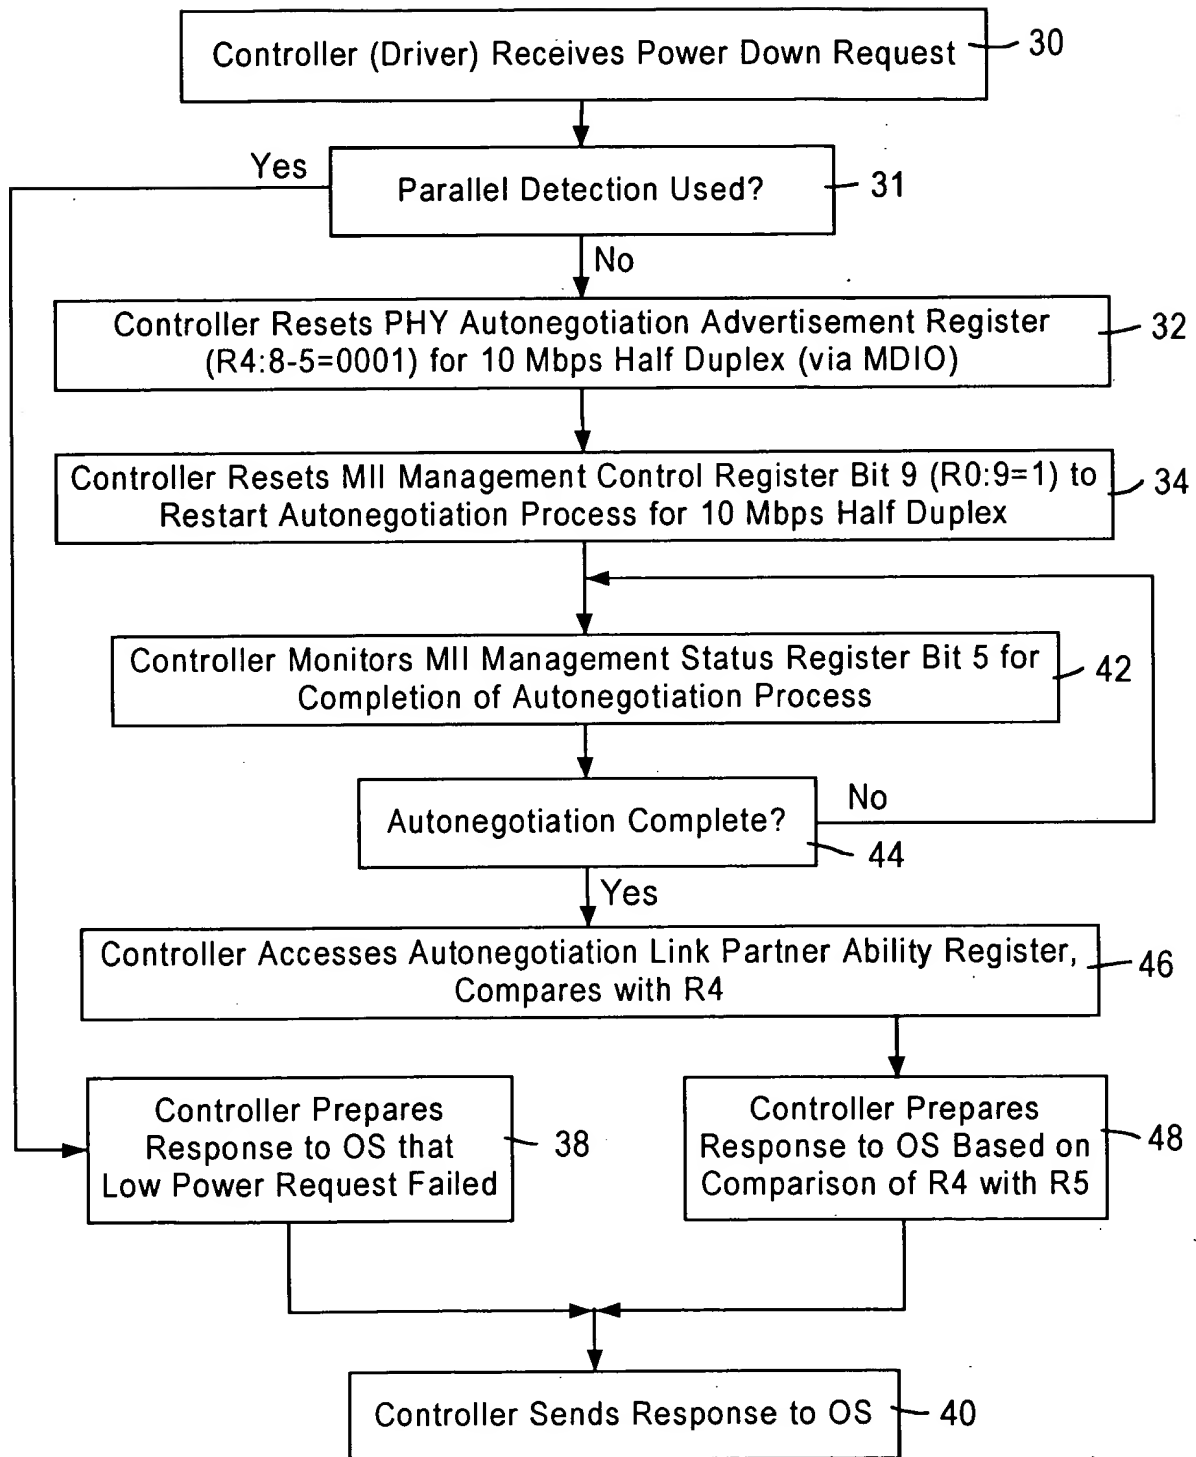 Controller (Driver) Receives Power Down Request
30
Yes
Parallel Detection Used?
31
No
Controller Resets PHY Autonegotiation Advertisement Register
(R4:8-5=0001) for 10 Mbps Half Duplex (via MDIO)
32
Controller Resets MII Management Control Register Bit 9 (R0:9=1) to
Restart Autonegotiation Process for 10 Mbps Half Duplex
34
Controller Monitors MII Management Status Register Bit 5 for
Completion of Autonegotiation Process
42
Autonegotiation Complete?
No
44
Yes
Controller Accesses Autonegotiation Link Partner Ability Register,
Compares with R4
46
Controller Prepares
Response to OS that
Low Power Request Failed
38
Controller Prepares
Response to OS Based on
Comparison of R4 with R5
48
Controller Sends Response to OS
40